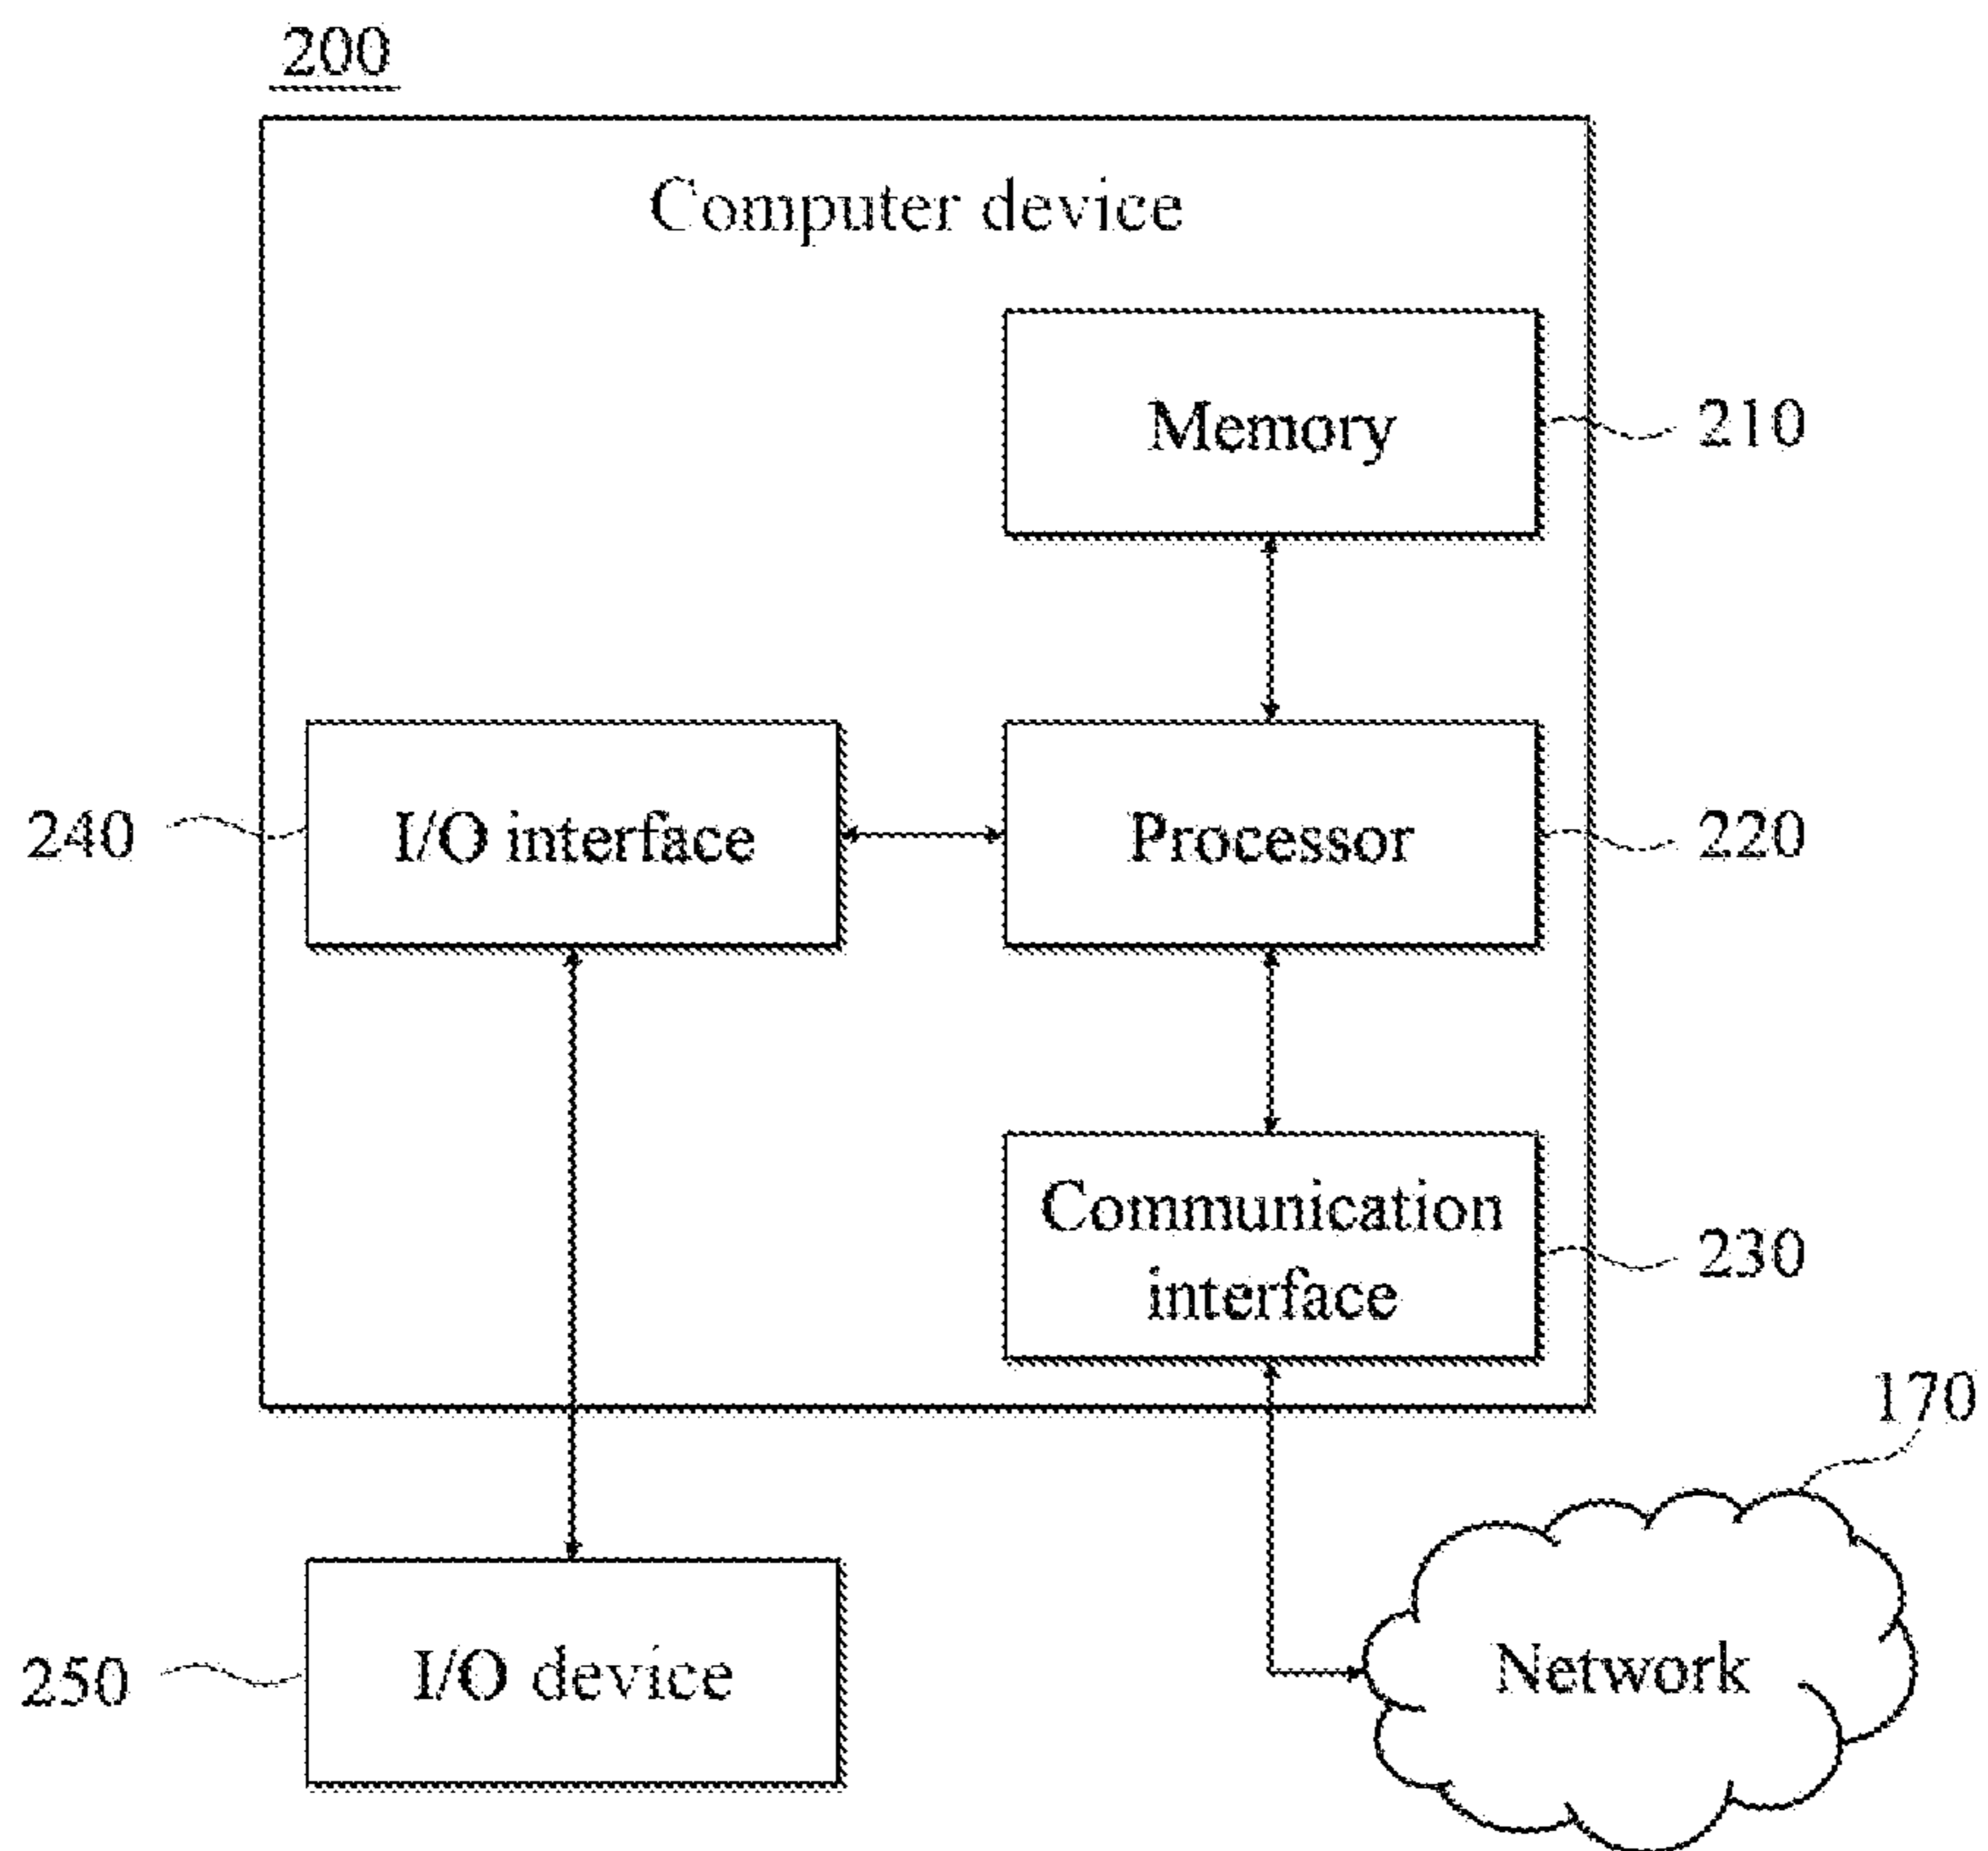 200
Computer device
Memory
210
240
I/O interface
Processor
220
Communication
interface
230
170
250
I/O device
Network